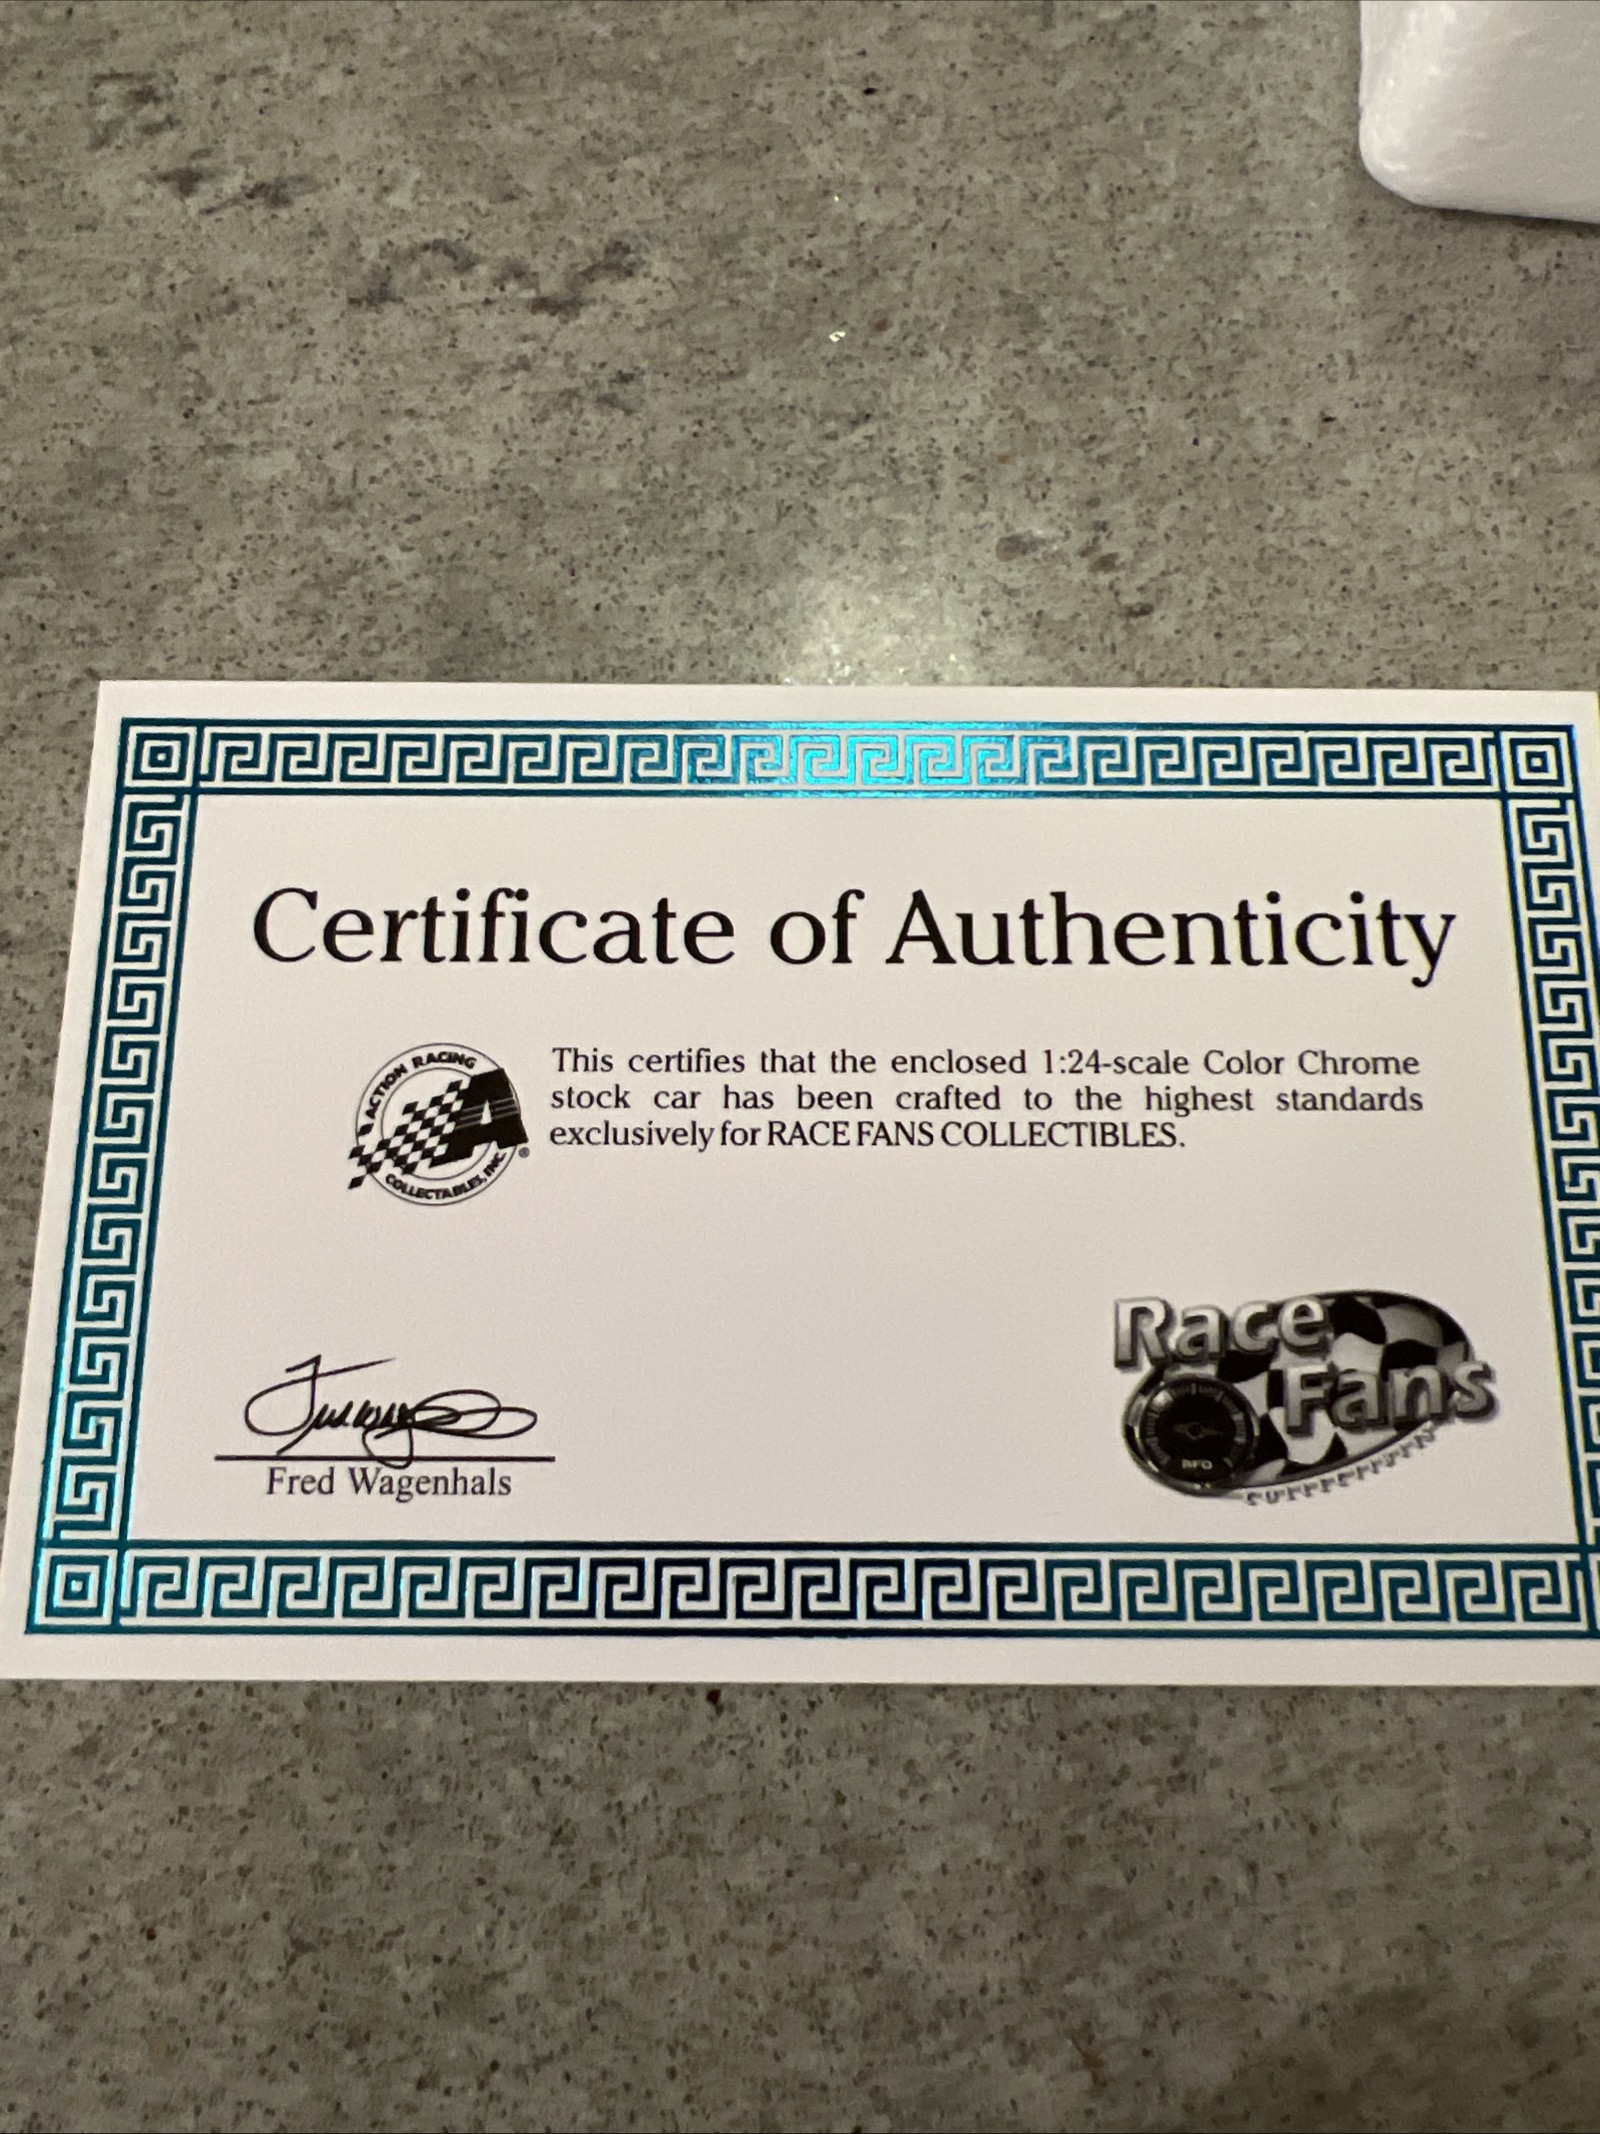 Certificate of Authenticity
ACTION RACING
COLLECTABLES, INC.
A
®
This certifies that the enclosed 1:24-scale Color Chrome
stock car has been crafted to the highest standards
exclusively for RACE FANS COLLECTIBLES.
Fred Wagenhals
Race
Fans
RFO